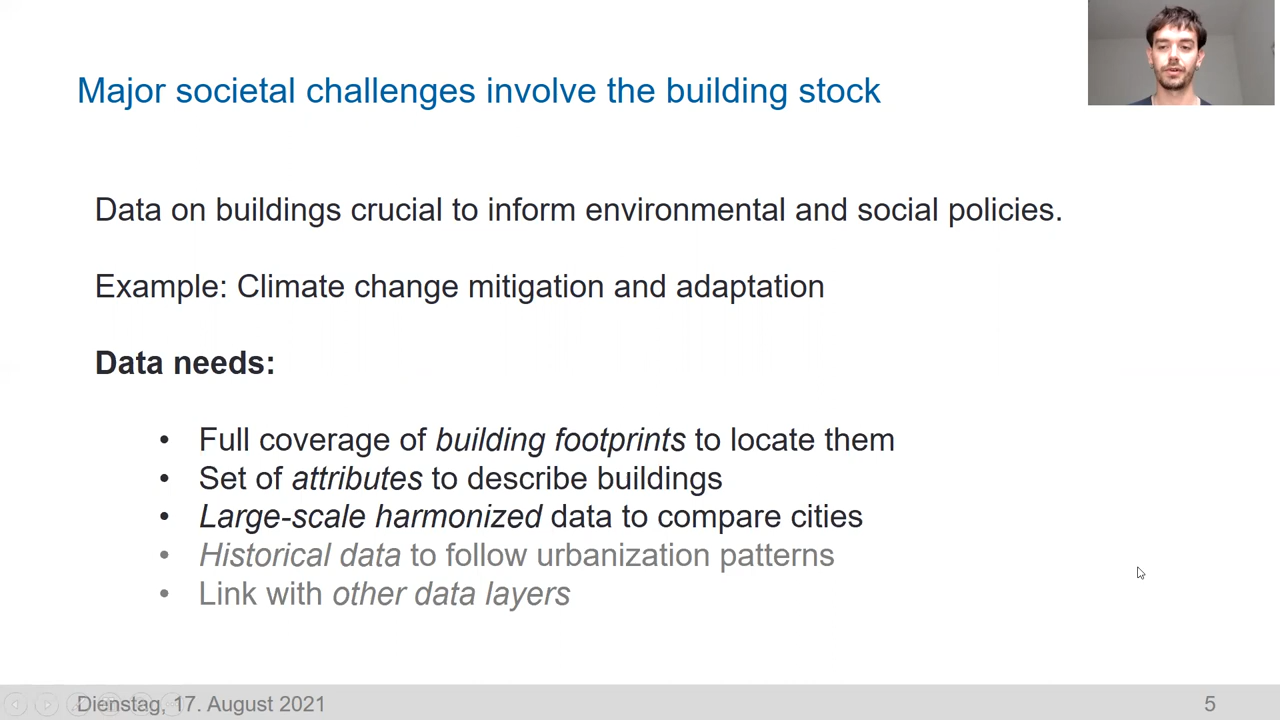 Major societal challenges involve the building stock
Data on buildings crucial to inform environmental and social policies.
Example: Climate change mitigation and adaptation
Data needs:
• Full coverage of building footprints to locate them
• Set of attributes to describe buildings
• Large-scale harmonized data to compare cities
• Historical data to follow urbanization patterns
• Link with other data layers
Dienstag, 17. August 2021
5